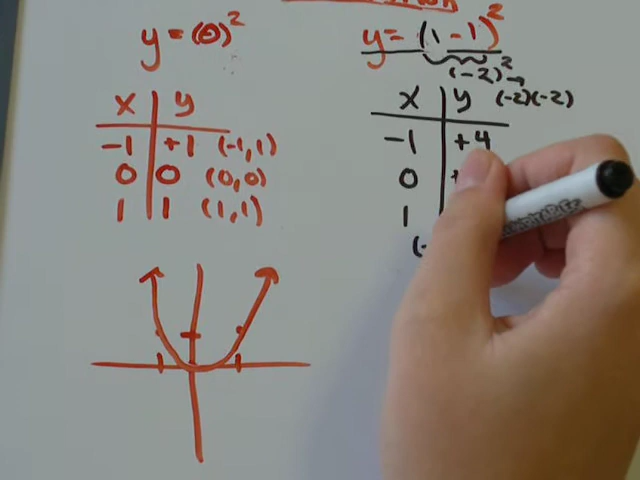 y = (0)²
x y
-1 +1 (-1,1)
0 0 (0,0)
1 1 (1,1)
y = (1 - 1)²
(-2)²→
(-2)(-2)
x y
-1 +4
0 +
1
(-